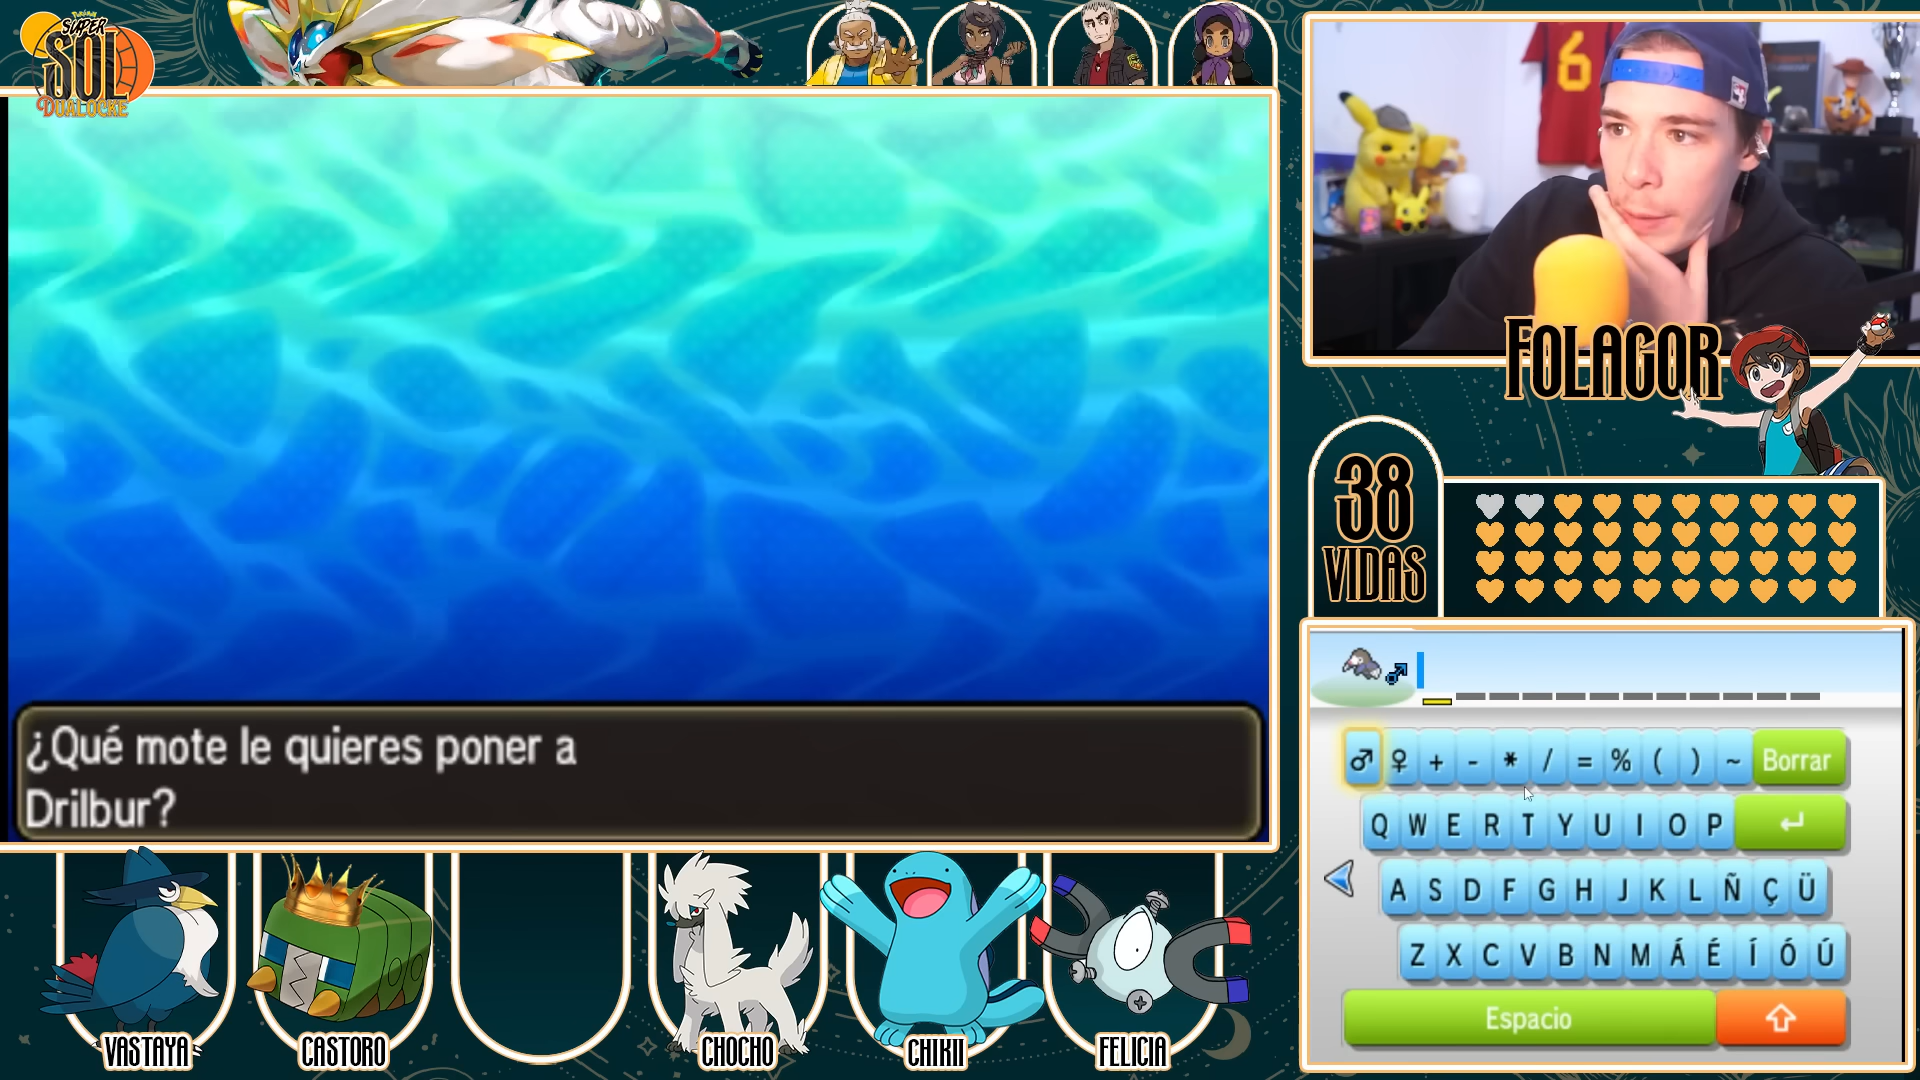 Pokémon
SUPER
SOL
DUALOCKE
6
FOLAGOR
38
VIDAS
¿Qué mote le quieres poner a
Drilbur?
♂ ♀ + - * / = % ( ) ~ Borrar
Q W E R T Y U I O P
A S D F G H J K L Ñ Ç Ü
Z X C V B N M Á É Í Ó Ú
Espacio
VASTAYA
CASTORO
CHOCHO
CHIKII
FELICIA